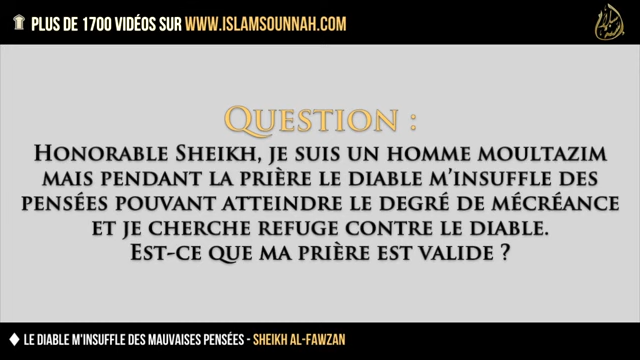 PLUS DE 1700 VIDÉOS SUR WWW.ISLAMSOUNNAH.COM
QUESTION :
HONORABLE SHEIKH, JE SUIS UN HOMME MOULTAZIM
MAIS PENDANT LA PRIÈRE LE DIABLE M'INSUFFLE DES
PENSÉES POUVANT ATTEINDRE LE DEGRÉ DE MÉCRÉANCE
ET JE CHERCHE REFUGE CONTRE LE DIABLE.
EST-CE QUE MA PRIÈRE EST VALIDE ?
LE DIABLE M'INSUFFLE DES MAUVAISES PENSÉES - SHEIKH AL-FAWZAN